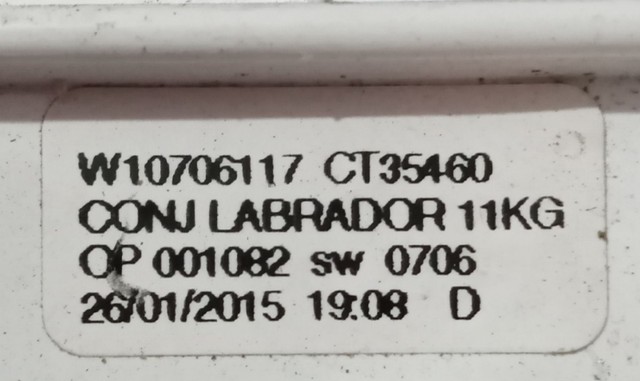 W10706117 CT35460
CONJ LABRADOR 11KG
OP 001082 sw 0706
26/01/2015 19:08 D